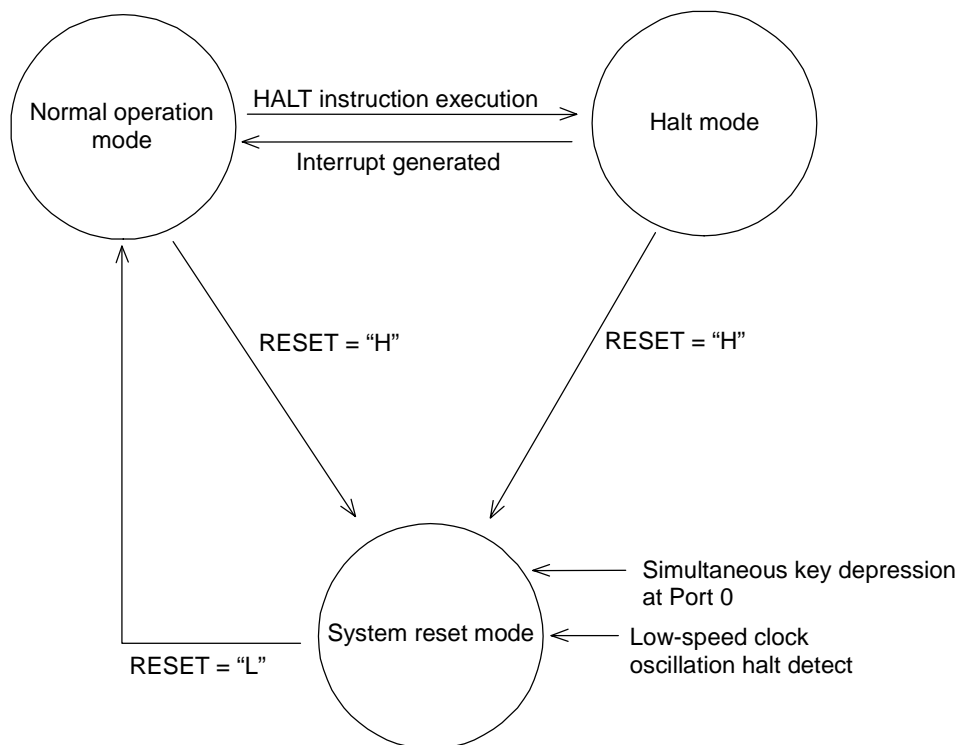 Normal operation
mode
HALT instruction execution
Interrupt generated
Halt mode
RESET = “H”
RESET = “H”
System reset mode
Simultaneous key depression
at Port 0
Low-speed clock
oscillation halt detect
RESET = “L”